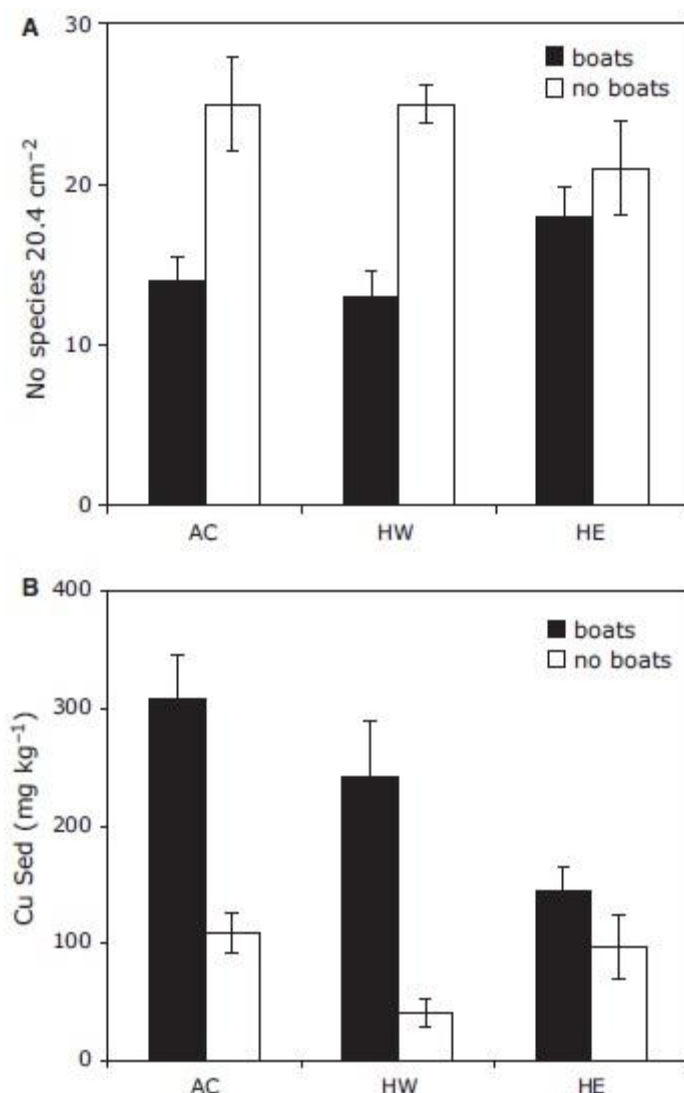 A
30
20
10
0
No species 20.4 cm⁻²
boats
no boats
AC HW HE
B
400
300
200
100
0
Cu Sed (mg kg⁻¹)
boats
no boats
AC HW HE